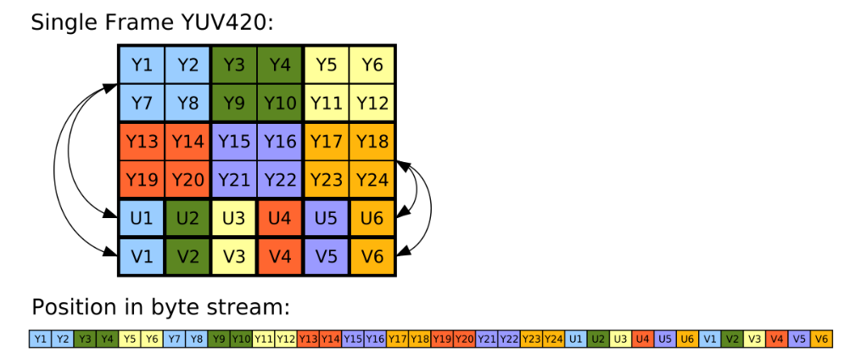 Single Frame YUV420:
Y1 Y2 Y3 Y4 Y5 Y6
Y7 Y8 Y9 Y10 Y11 Y12
Y13 Y14 Y15 Y16 Y17 Y18
Y19 Y20 Y21 Y22 Y23 Y24
U1 U2 U3 U4 U5 U6
V1 V2 V3 V4 V5 V6
Position in byte stream:
Y1 Y2 Y3 Y4 Y5 Y6 Y7 Y8 Y9 Y10 Y11 Y12 Y13 Y14 Y15 Y16 Y17 Y18 Y19 Y20 Y21 Y22 Y23 Y24 U1 U2 U3 U4 U5 U6 V1 V2 V3 V4 V5 V6